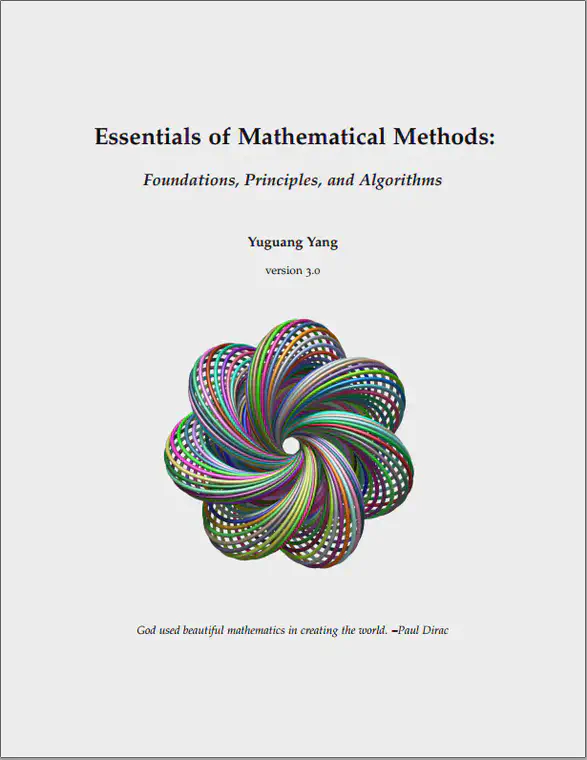 Essentials of Mathematical Methods:
Foundations, Principles, and Algorithms
Yuguang Yang
version 3.0
God used beautiful mathematics in creating the world. –Paul Dirac